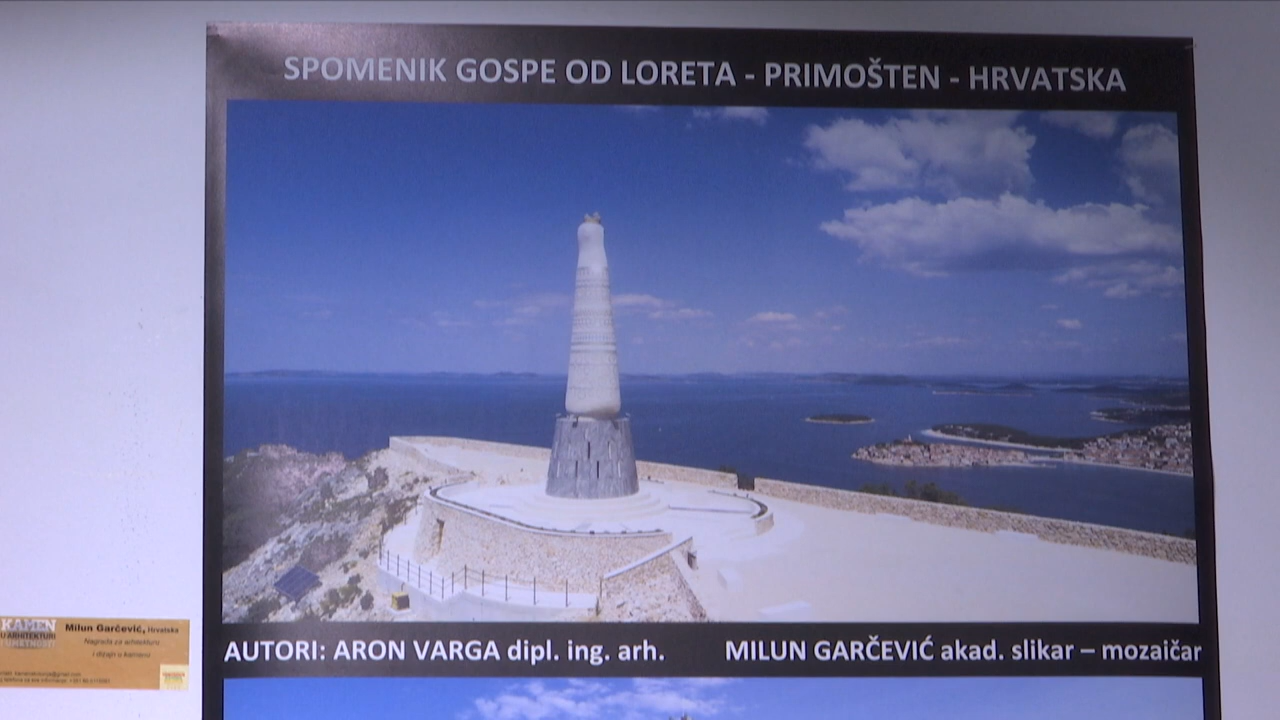 SPOMENIK GOSPE OD LORETA - PRIMOŠTEN - HRVATSKA
AUTORI: ARON VARGA dipl. ing. arh. MILUN GARČEVIĆ akad. slikar – mozaičar
KAMEN
U ARHITEKTURI
Milun Garčević, Hrvatska
Nagrada za arhitekturu
i dizajn u kamenu